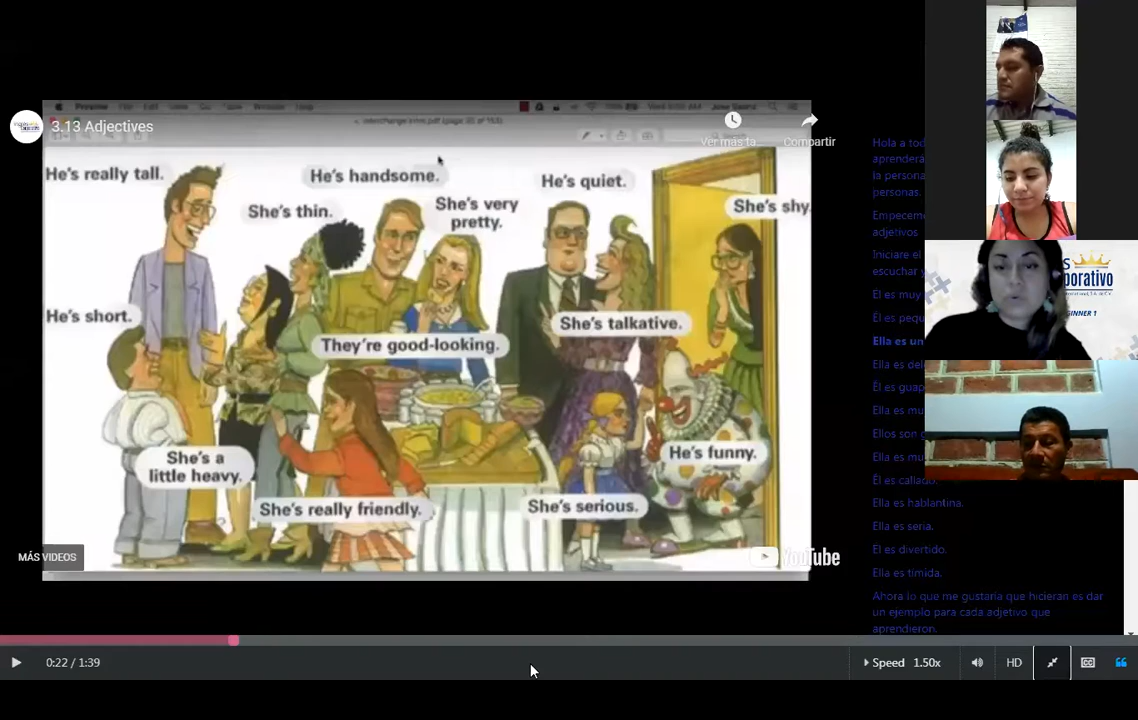 3.13 Adjectives
Ver más ta...
Compartir
He's really tall.
He's handsome.
He's quiet.
She's thin.
She's very
pretty.
She's shy.
He's short.
They're good-looking.
She's talkative.
She's a
little heavy.
He's funny.
She's really friendly.
She's serious.
MÁS VIDEOS
YouTube
Hola a tod
aprenderá
la persona
personas.
Empecem
adjetivos
Iniciare el
escuchar y
Él es muy
Él es pequ
Ella es un
Ella es del
Él es guap
Ella es mu
Ellos son g
Ella es mu
Él es callado.
Ella es hablantina.
Ella es seria.
El es divertido.
Ella es tímida.
Ahora lo que me gustaría que hicieran es dar
un ejemplo para cada adjetivo que
aprendieron.
0:22 / 1:39
Speed 1.50x
HD